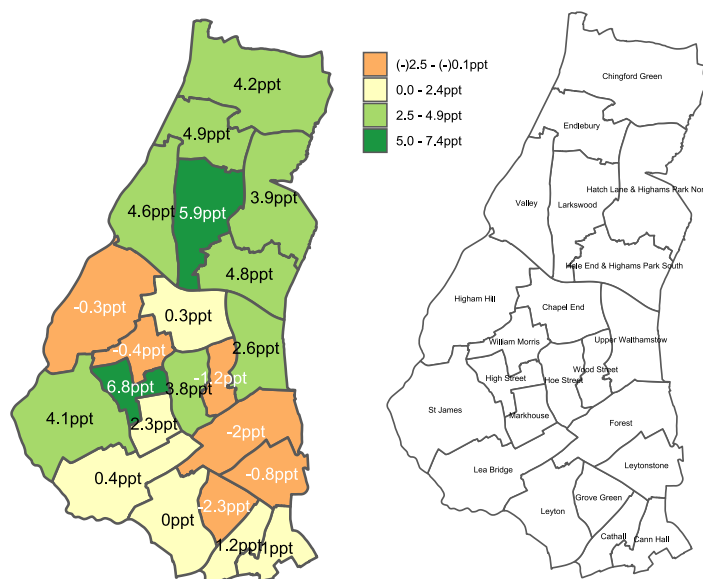 4.2ppt
4.9ppt
3.9ppt
4.6ppt
5.9ppt
4.8ppt
-0.3ppt
0.3ppt
-0.4ppt
2.6ppt
-1.2ppt
6.8ppt
3.8ppt
4.1ppt
2.3ppt
-2ppt
0.4ppt
-0.8ppt
-2.3ppt
0ppt
1.2ppt
1ppt
(-)2.5 - (-)0.1ppt
0.0 - 2.4ppt
2.5 - 4.9ppt
5.0 - 7.4ppt
Chingford Green
Endlebury
Hatch Lane & Highams Park Nor
Valley
Larkswood
Hale End & Highams Park South
Higham Hill
Chapel End
William Morris
Upper Walthamstow
Wood Street
High Street
Hoe Street
St James
Markhouse
Forest
Lea Bridge
Leytonstone
Grove Green
Leyton
Cathall
Cann Hall